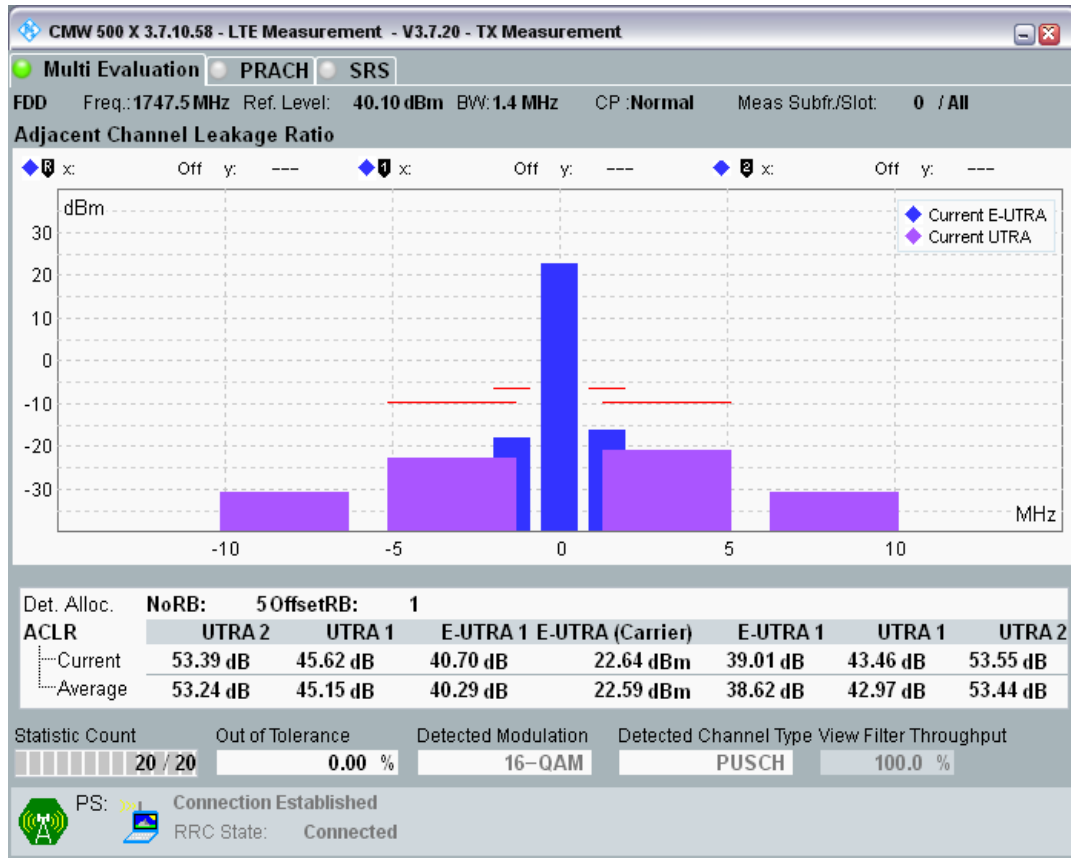 CMW 500 X 3.7.10.58 - LTE Measurement - V3.7.20 - TX Measurement
Multi Evaluation PRACH SRS
FDD Freq.: 1747.5 MHz Ref. Level: 40.10 dBm BW: 1.4 MHz CP : Normal Meas Subfr./Slot: 0 / All
Adjacent Channel Leakage Ratio
R x: Off y: --- 1 x: Off y: --- 2 x: Off y: ---
dBm
Current E-UTRA
Current UTRA
30
20
10
0
-10
-20
-30
MHz
-10 -5 0 5 10
Det. Alloc. NoRB: 5 OffsetRB: 1
ACLR UTRA 2 UTRA 1 E-UTRA 1 E-UTRA (Carrier) E-UTRA 1 UTRA 1 UTRA 2
Current 53.39 dB 45.62 dB 40.70 dB 22.64 dBm 39.01 dB 43.46 dB 53.55 dB
Average 53.24 dB 45.15 dB 40.29 dB 22.59 dBm 38.62 dB 42.97 dB 53.44 dB
Statistic Count Out of Tolerance Detected Modulation Detected Channel Type View Filter Throughput
20 / 20 0.00 % 16-QAM PUSCH 100.0 %
PS: Connection Established
RRC State: Connected